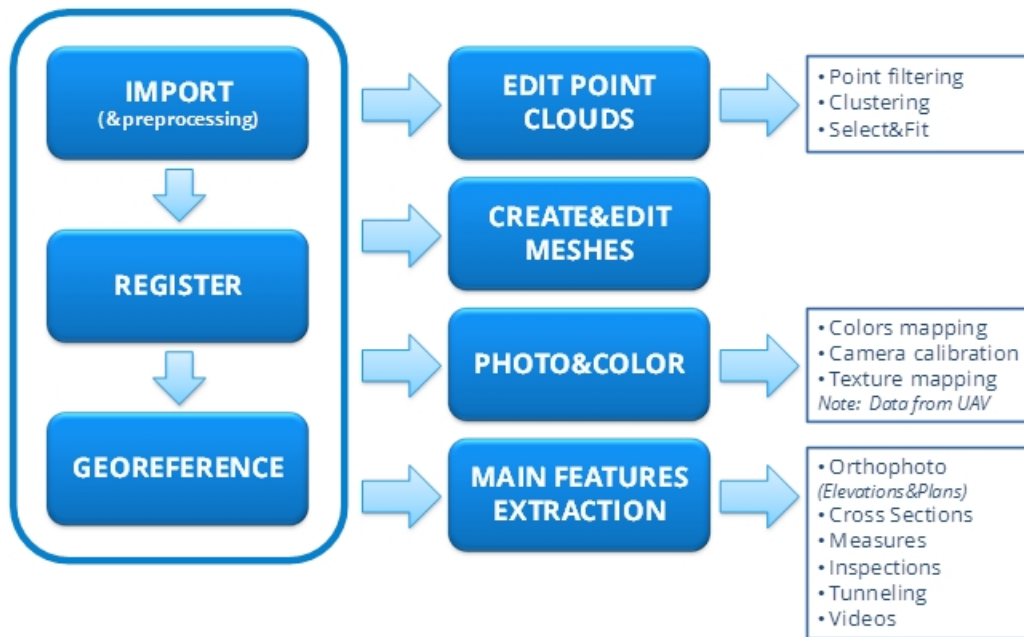 IMPORT
(&preprocessing)
REGISTER
GEOREFERENCE
EDIT POINT
CLOUDS
• Point filtering
• Clustering
• Select&Fit
CREATE&EDIT
MESHES
PHOTO&COLOR
• Colors mapping
• Camera calibration
• Texture mapping
Note: Data from UAV
MAIN FEATURES
EXTRACTION
• Orthophoto
(Elevations&Plans)
• Cross Sections
• Measures
• Inspections
• Tunneling
• Videos